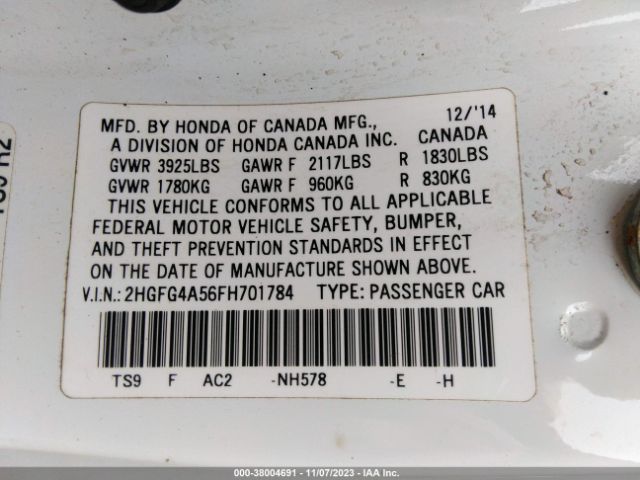 MFD. BY HONDA OF CANADA MFG., 12/'14
A DIVISION OF HONDA CANADA INC. CANADA
GVWR 3925LBS GAWR F 2117LBS R 1830LBS
GVWR 1780KG GAWR F 960KG R 830KG
THIS VEHICLE CONFORMS TO ALL APPLICABLE
FEDERAL MOTOR VEHICLE SAFETY, BUMPER,
AND THEFT PREVENTION STANDARDS IN EFFECT
ON THE DATE OF MANUFACTURE SHOWN ABOVE.
V.I.N.: 2HGFG4A56FH701784 TYPE: PASSENGER CAR
TS9 F AC2 -NH578 -E -H
000-38004691 - 11/07/2023 - IAA Inc.